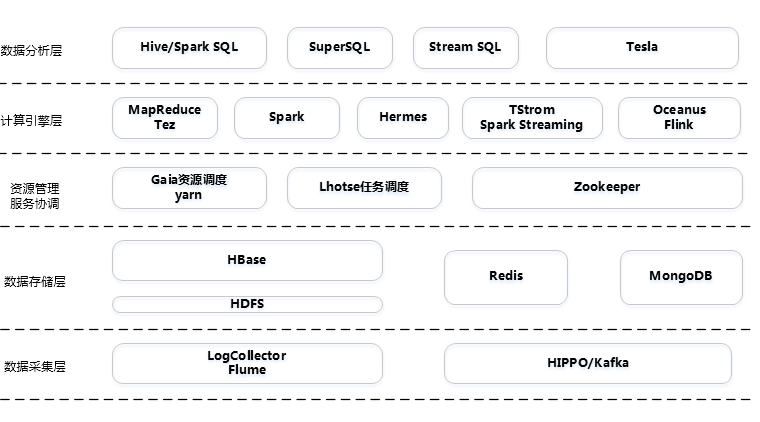 数据分析层
Hive/Spark SQL
SuperSQL
Stream SQL
Tesla
计算引擎层
MapReduce
Tez
Spark
Hermes
TStrom
Spark Streaming
Oceanus
Flink
资源管理
服务协调
Gaia资源调度
yarn
Lhotse任务调度
Zookeeper
数据存储层
HBase
HDFS
Redis
MongoDB
数据采集层
LogCollector
Flume
HIPPO/Kafka